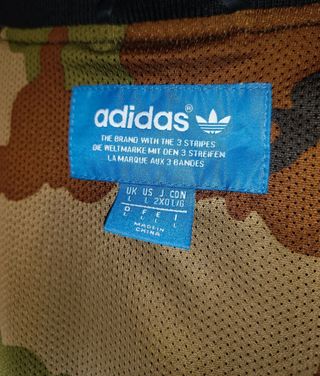 adidas®
THE BRAND WITH THE 3 STRIPES
DIE WELTMARKE MIT DEN 3 STREIFEN
LA MARQUE AUX 3 BANDES
UK US J CDN
L L 2XO L/G
D F E I
L L L L
MADE IN
CHINA